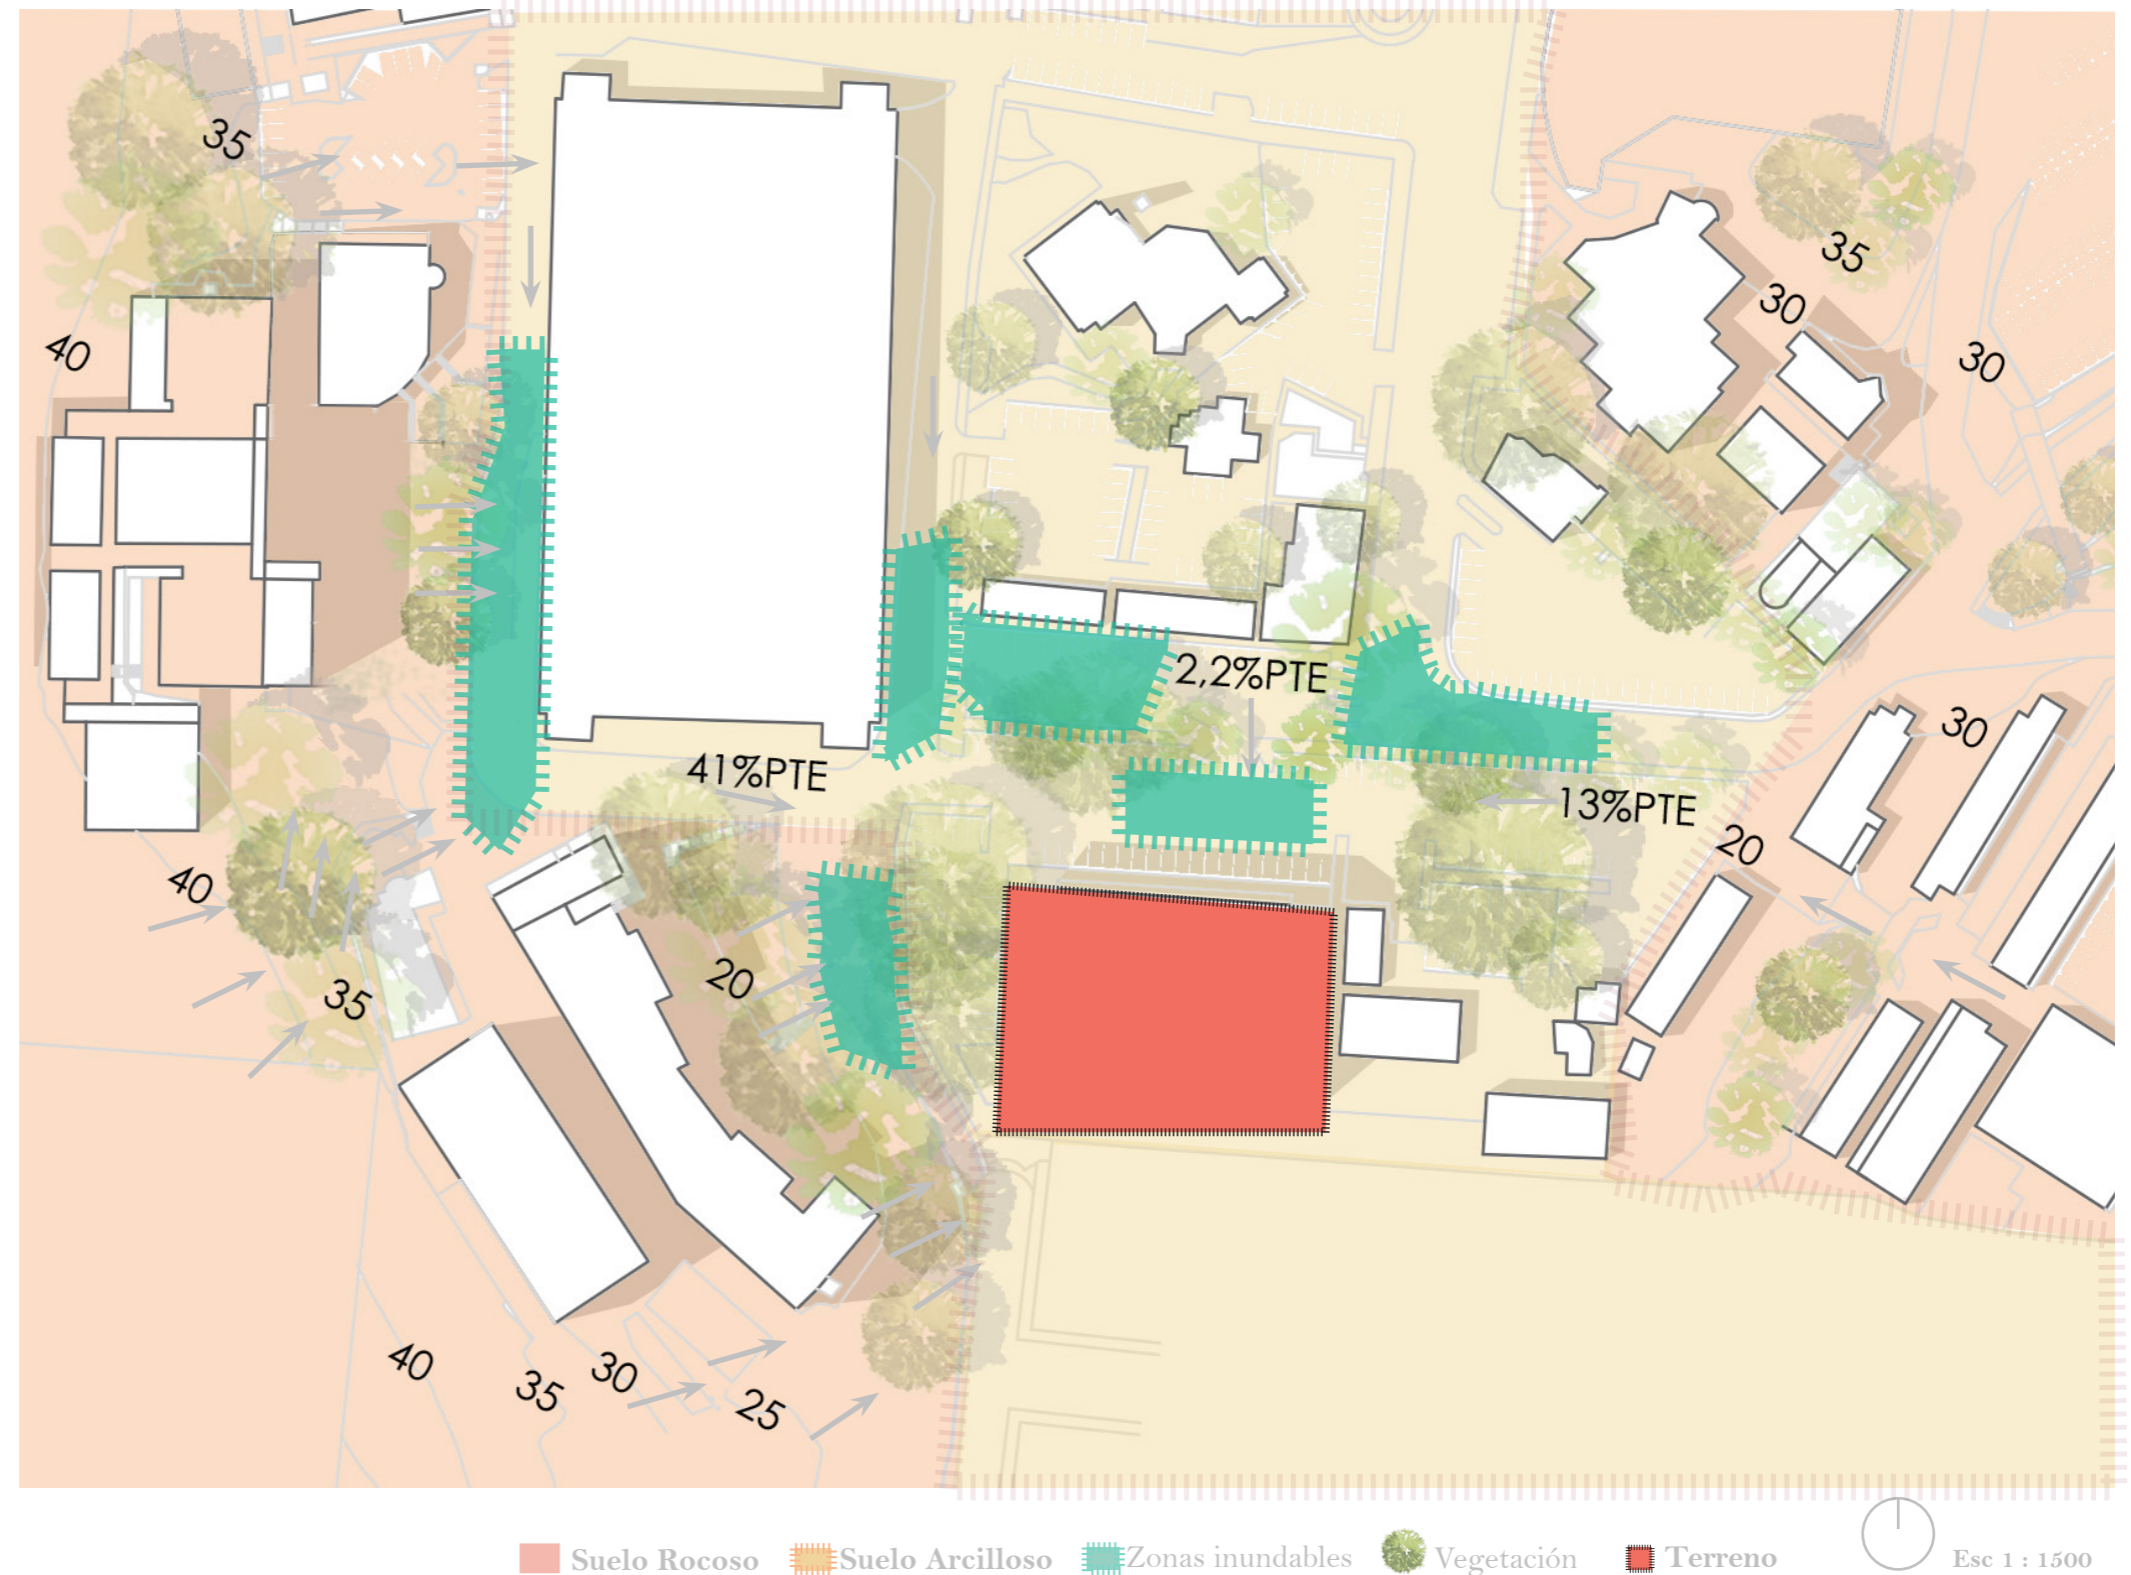 35
40
35
30
30
2,2%PTE
30
41%PTE
13%PTE
20
40
20
35
40
35
30
25
Suelo Rocoso
Suelo Arcilloso
Zonas inundables
Vegetación
Terreno
Esc 1 : 1500